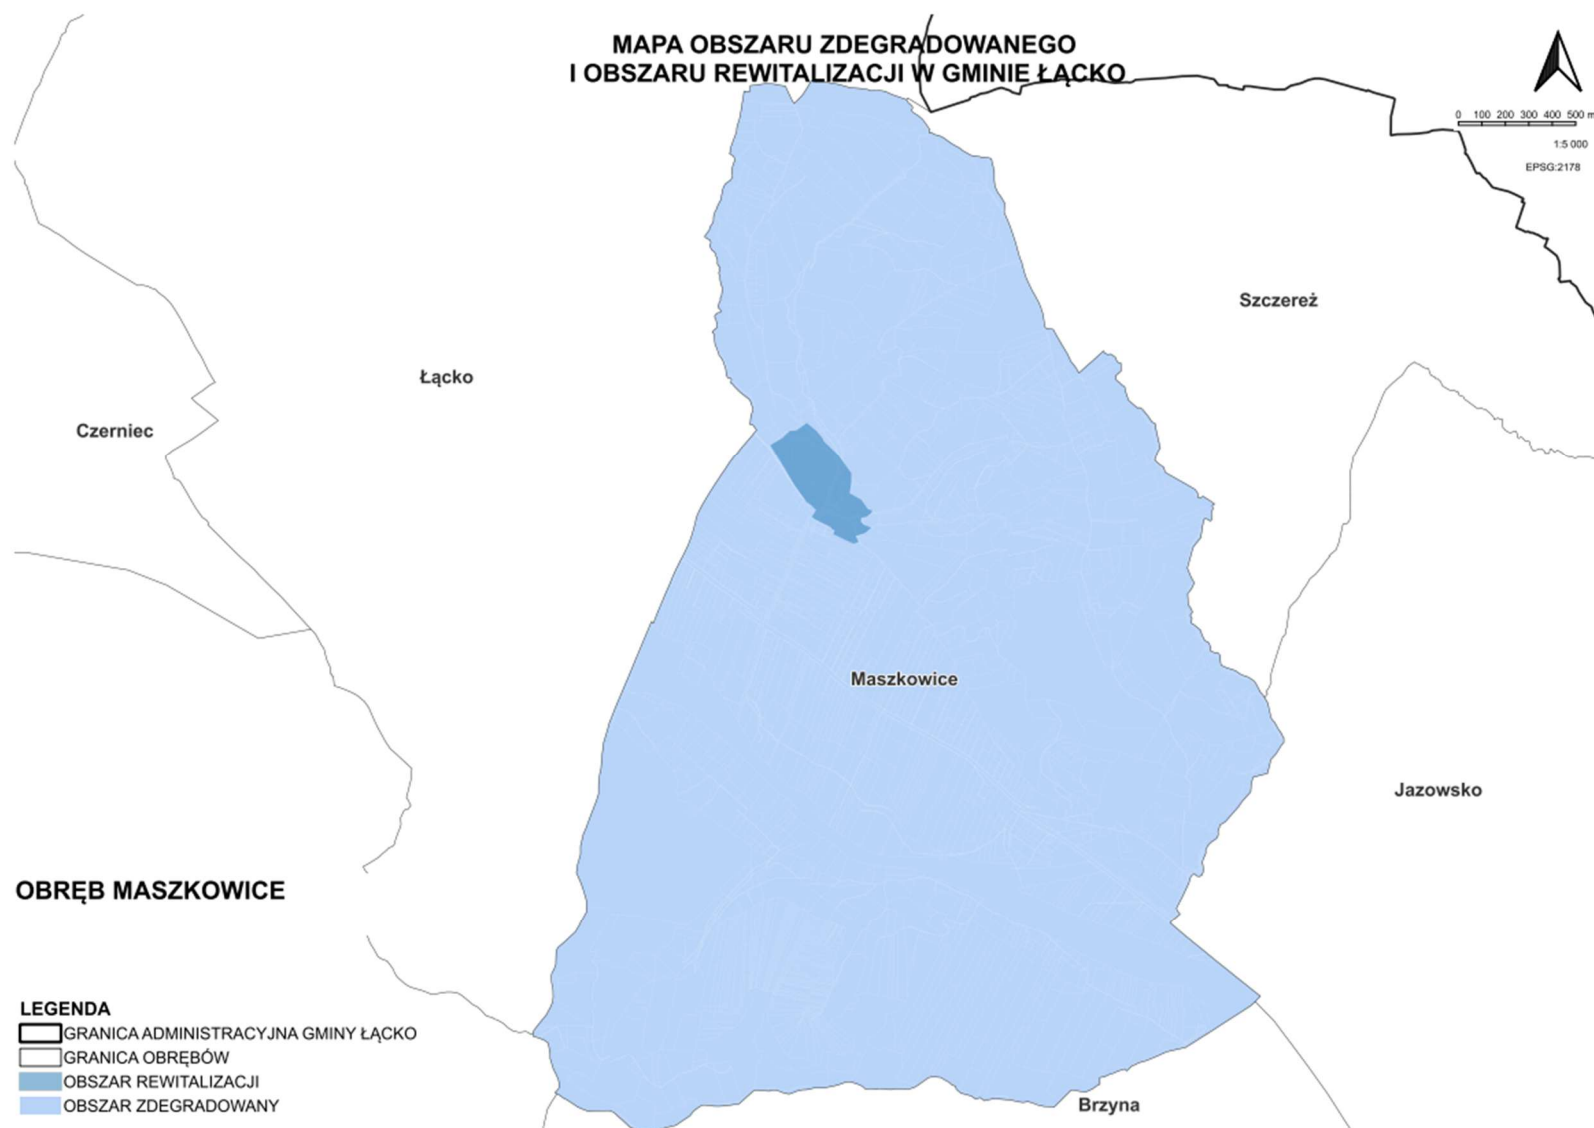 MAPA OBSZARU ZDEGRADOWANEGO
I OBSZARU REWITALIZACJI W GMINIE ŁĄCKO
0 100 200 300 400 500 m
1:5 000
EPSG:2178
Szczereż
Łącko
Czerniec
Maszkowice
Jazowsko
OBRĘB MASZKOWICE
LEGENDA
GRANICA ADMINISTRACYJNA GMINY ŁĄCKO
GRANICA OBRĘBÓW
OBSZAR REWITALIZACJI
OBSZAR ZDEGRADOWANY
Brzyna